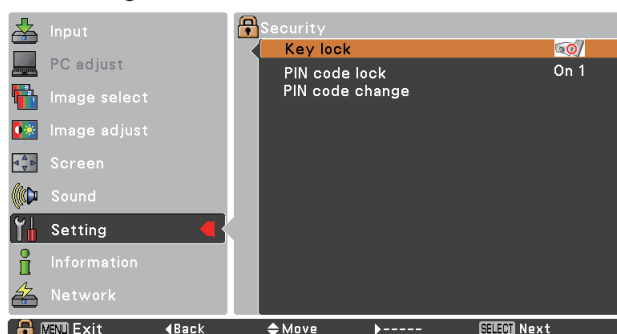 Input
PC adjust
Image select
Image adjust
Screen
Sound
Setting
Information
Network
Security
Key lock
PIN code lock On 1
PIN code change
MENU Exit ◀Back ◆Move ▶----- SELECT Next